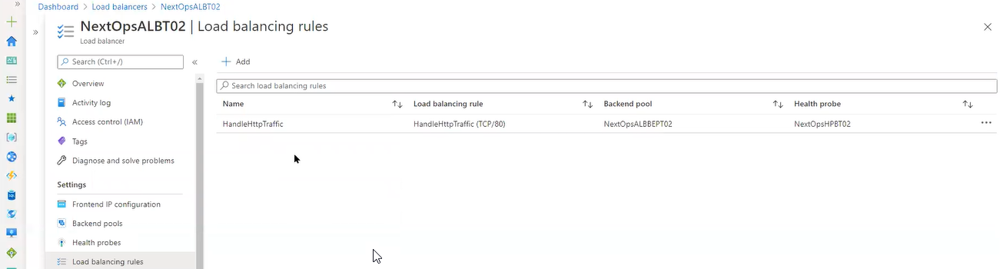 Dashboard > Load balancers > NextOpsALBT02
NextOpsALBT02 | Load balancing rules
Load balancer
Search (Ctrl+/)
Overview
Activity log
Access control (IAM)
Tags
Diagnose and solve problems
Settings
Frontend IP configuration
Backend pools
Health probes
Load balancing rules
Add
Search load balancing rules
Name Load balancing rule Backend pool Health probe
HandleHttpTraffic HandleHttpTraffic (TCP/80) NextOpsALBBEPT02 NextOpsHPBT02